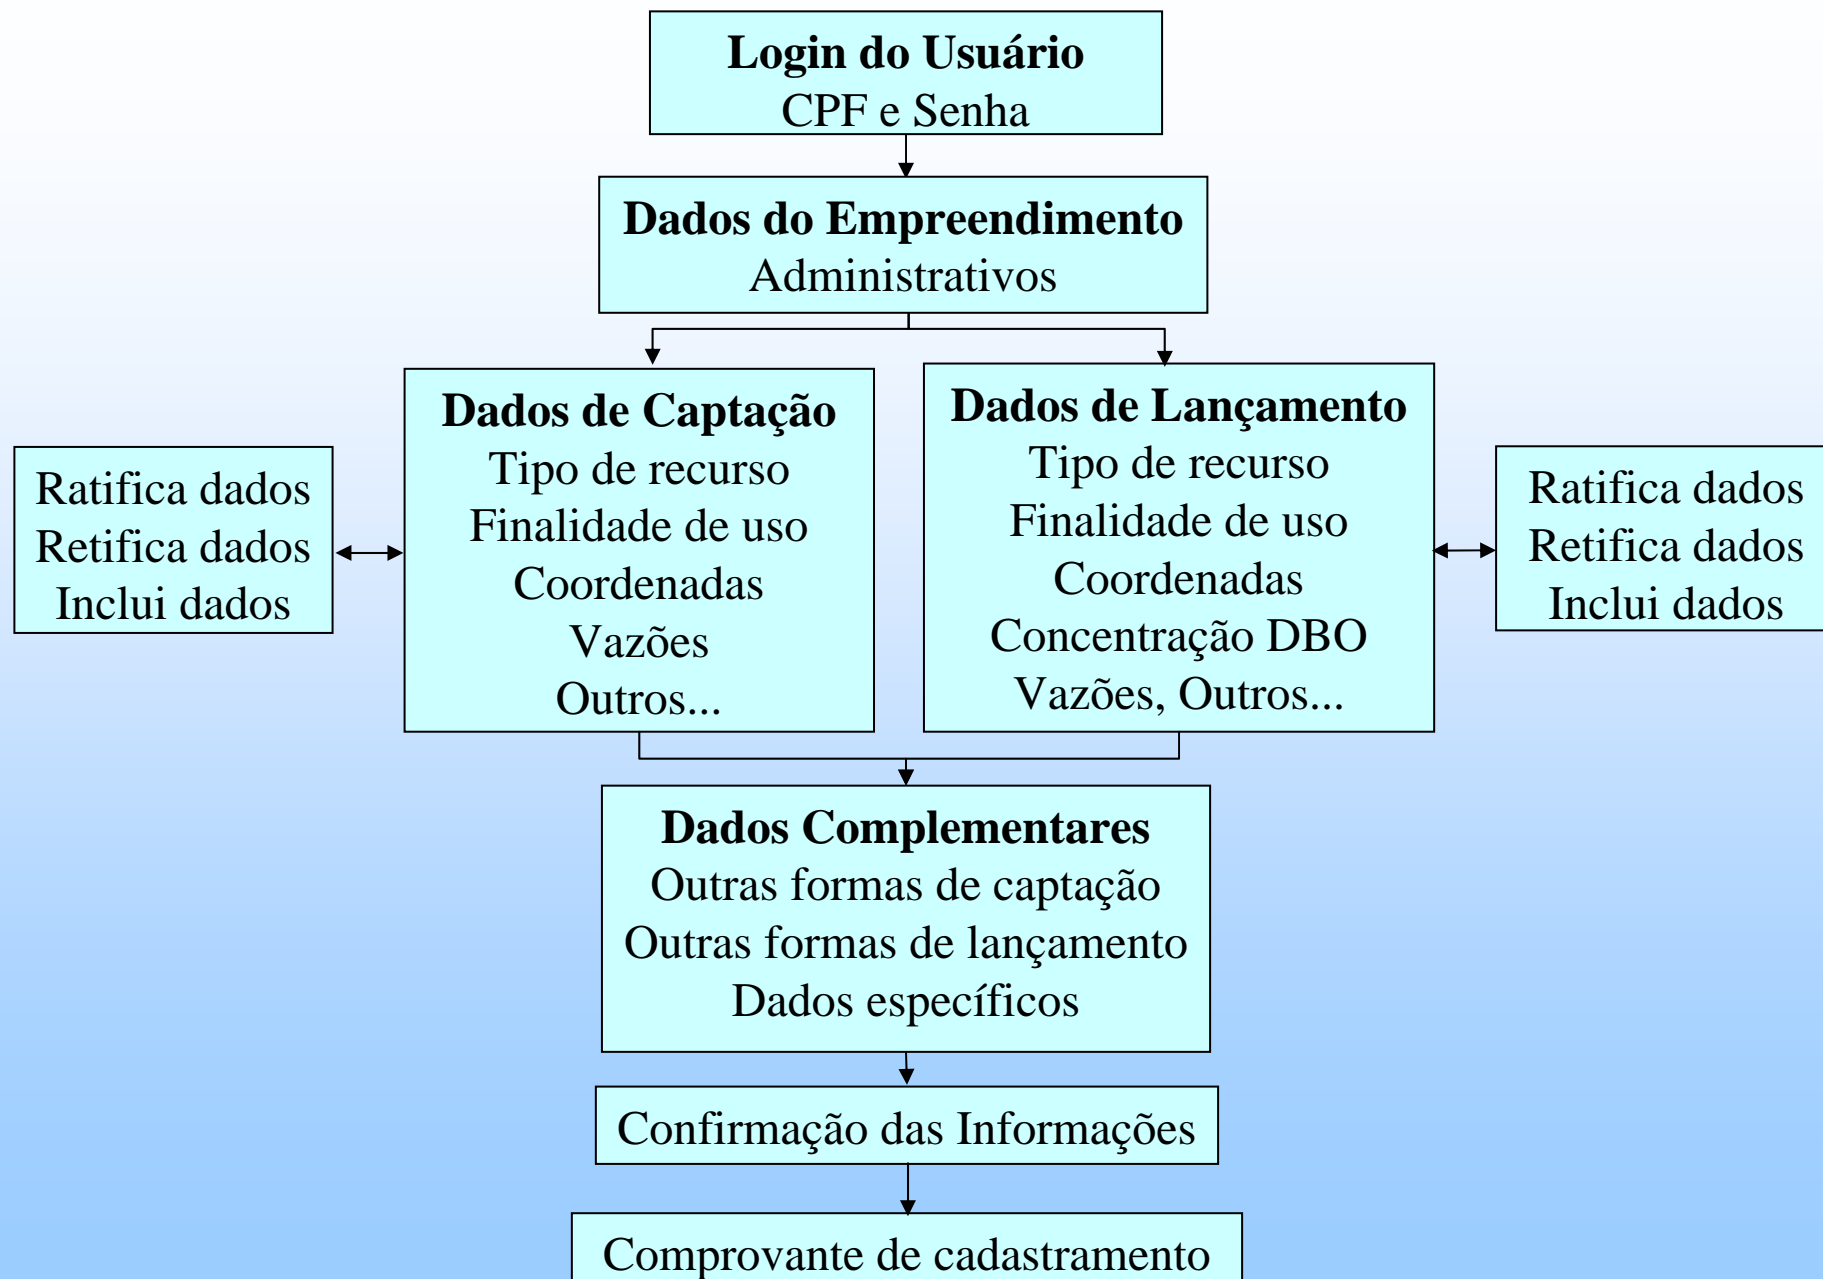 Login do Usuário
CPF e Senha
Dados do Empreendimento
Administrativos
Dados de Captação
Tipo de recurso
Finalidade de uso
Coordenadas
Vazões
Outros...
Dados de Lançamento
Tipo de recurso
Finalidade de uso
Coordenadas
Concentração DBO
Vazões, Outros...
Ratifica dados
Retifica dados
Inclui dados
Ratifica dados
Retifica dados
Inclui dados
Dados Complementares
Outras formas de captação
Outras formas de lançamento
Dados específicos
Confirmação das Informações
Comprovante de cadastramento